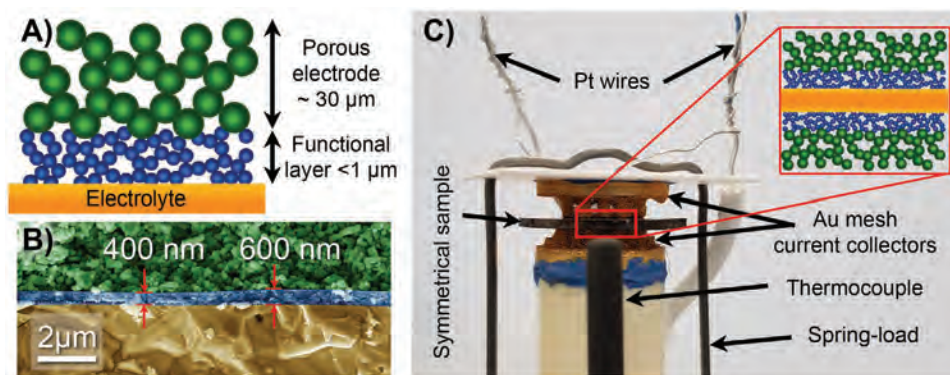 A)
Porous
electrode
~ 30 µm
Functional
layer <1 µm
Electrolyte
B)
400 nm
600 nm
2µm
C)
Pt wires
Symmetrical sample
Au mesh
current collectors
Thermocouple
Spring-load